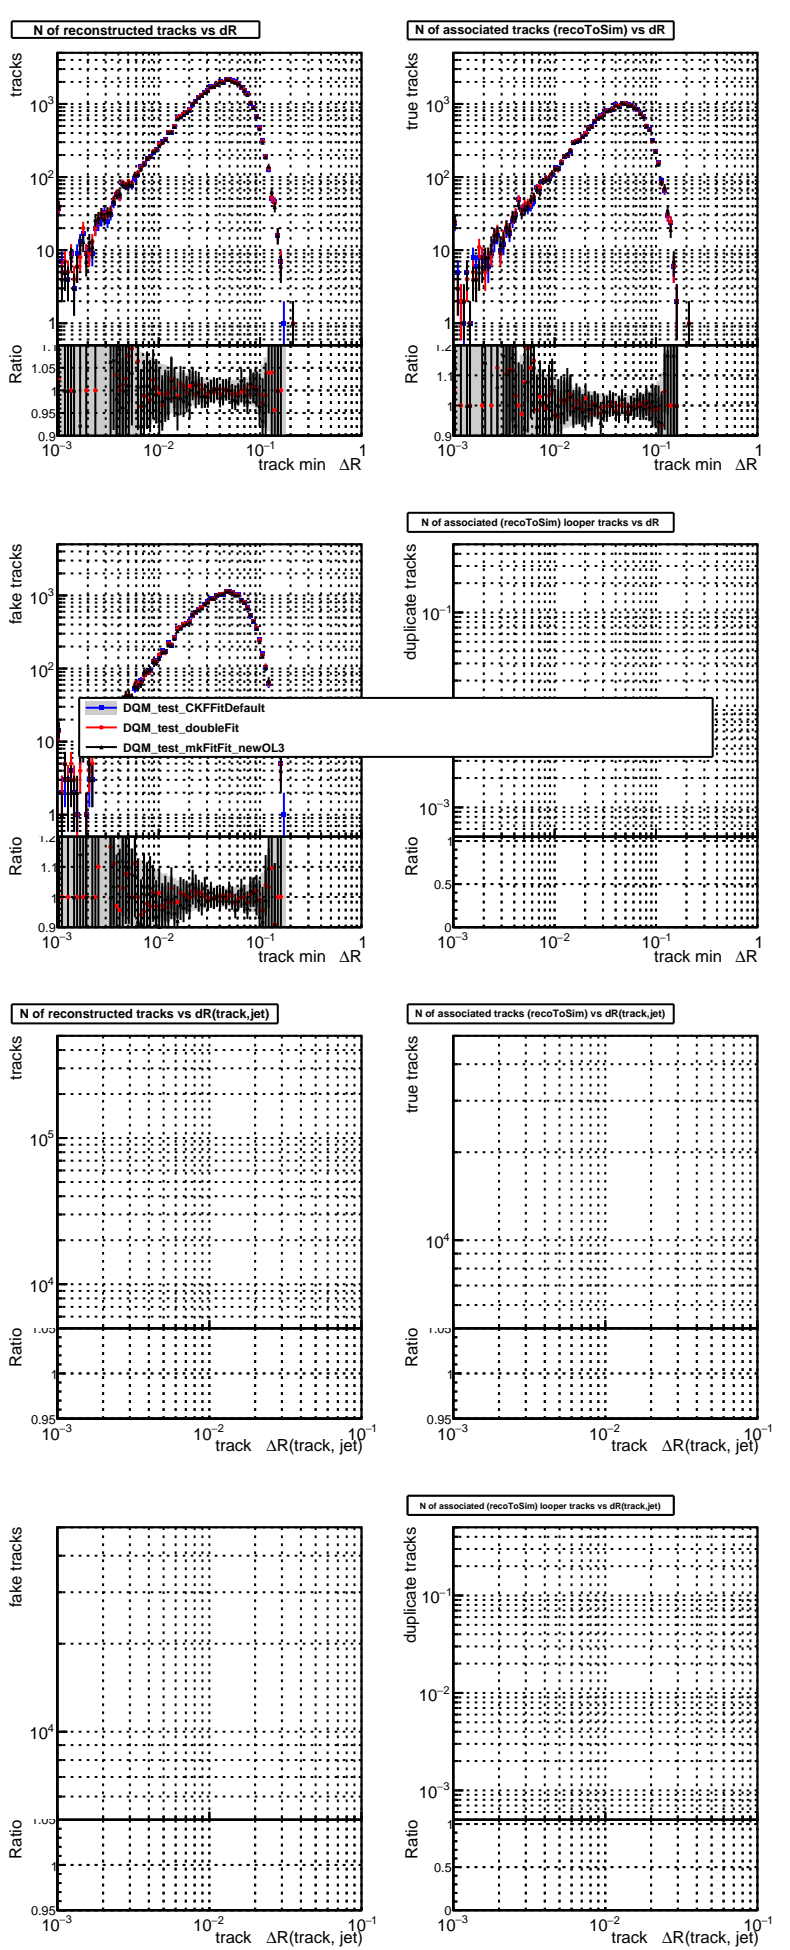 N of reconstructed tracks vs dR
tracks
10³
10²
10
1
Ratio
1.1
1.05
1
0.95
0.9
10⁻³ 10⁻² 10⁻¹ 1
track min ΔR
N of associated tracks (recoToSim) vs dR
true tracks
10³
10²
10
1
Ratio
1.2
1.1
1
0.9
10⁻³ 10⁻² 10⁻¹ 1
track min ΔR
fake tracks
10³
10²
10
1
Ratio
1.2
1.1
1
0.9
10⁻³ 10⁻² 10⁻¹ 1
track min ΔR
N of associated (recoToSim) looper tracks vs dR
duplicate tracks
10⁻¹
10⁻³
Ratio
1
0.5
0
10⁻³ 10⁻² 10⁻¹ 1
track min ΔR
DQM_test_CKFFitDefault
DQM_test_doubleFit
DQM_test_mkFitFit_newOL3
N of reconstructed tracks vs dR(track,jet)
tracks
10⁵
10⁴
Ratio
1.05
1
0.95
10⁻³ 10⁻² 10⁻¹
track ΔR(track, jet)
N of associated tracks (recoToSim) vs dR(track,jet)
true tracks
10⁴
Ratio
1.05
1
0.95
10⁻³ 10⁻² 10⁻¹
track ΔR(track, jet)
fake tracks
10⁴
Ratio
1.05
1
0.95
10⁻³ 10⁻² 10⁻¹
track ΔR(track, jet)
N of associated (recoToSim) looper tracks vs dR(track,jet)
duplicate tracks
10⁻¹
10⁻²
10⁻³
Ratio
1
0.5
0
10⁻³ 10⁻² 10⁻¹
track ΔR(track, jet)